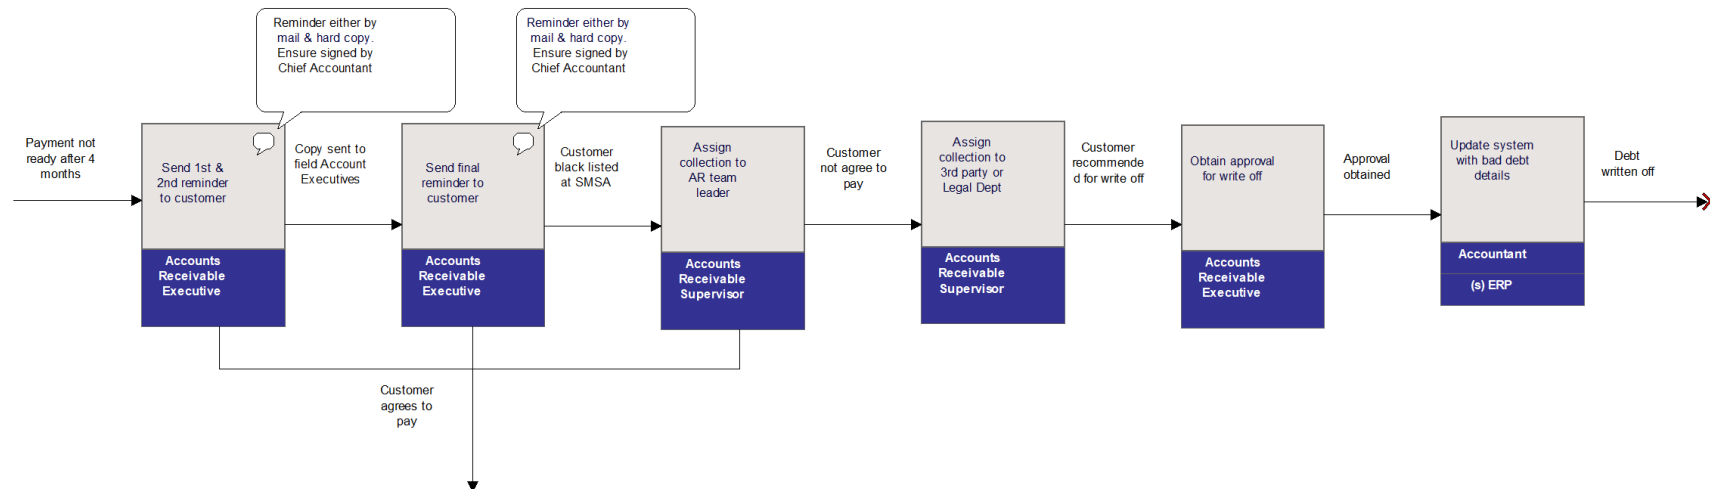 Reminder either by
mail & hard copy.
Ensure signed by
Chief Accountant
Reminder either by
mail & hard copy.
Ensure signed by
Chief Accountant
Payment not
ready after 4
months
Send 1st &
2nd reminder
to customer
Accounts
Receivable
Executive
Copy sent to
field Account
Executives
Send final
reminder to
customer
Accounts
Receivable
Executive
Customer
black listed
at SMSA
Assign
collection to
AR team
leader
Accounts
Receivable
Supervisor
Customer
not agree to
pay
Assign
collection to
3rd party or
Legal Dept
Accounts
Receivable
Supervisor
Customer
recommende
d for write off
Obtain approval
for write off
Accounts
Receivable
Executive
Approval
obtained
Update system
with bad debt
details
Accountant
(s) ERP
Debt
written off
Customer
agrees to
pay